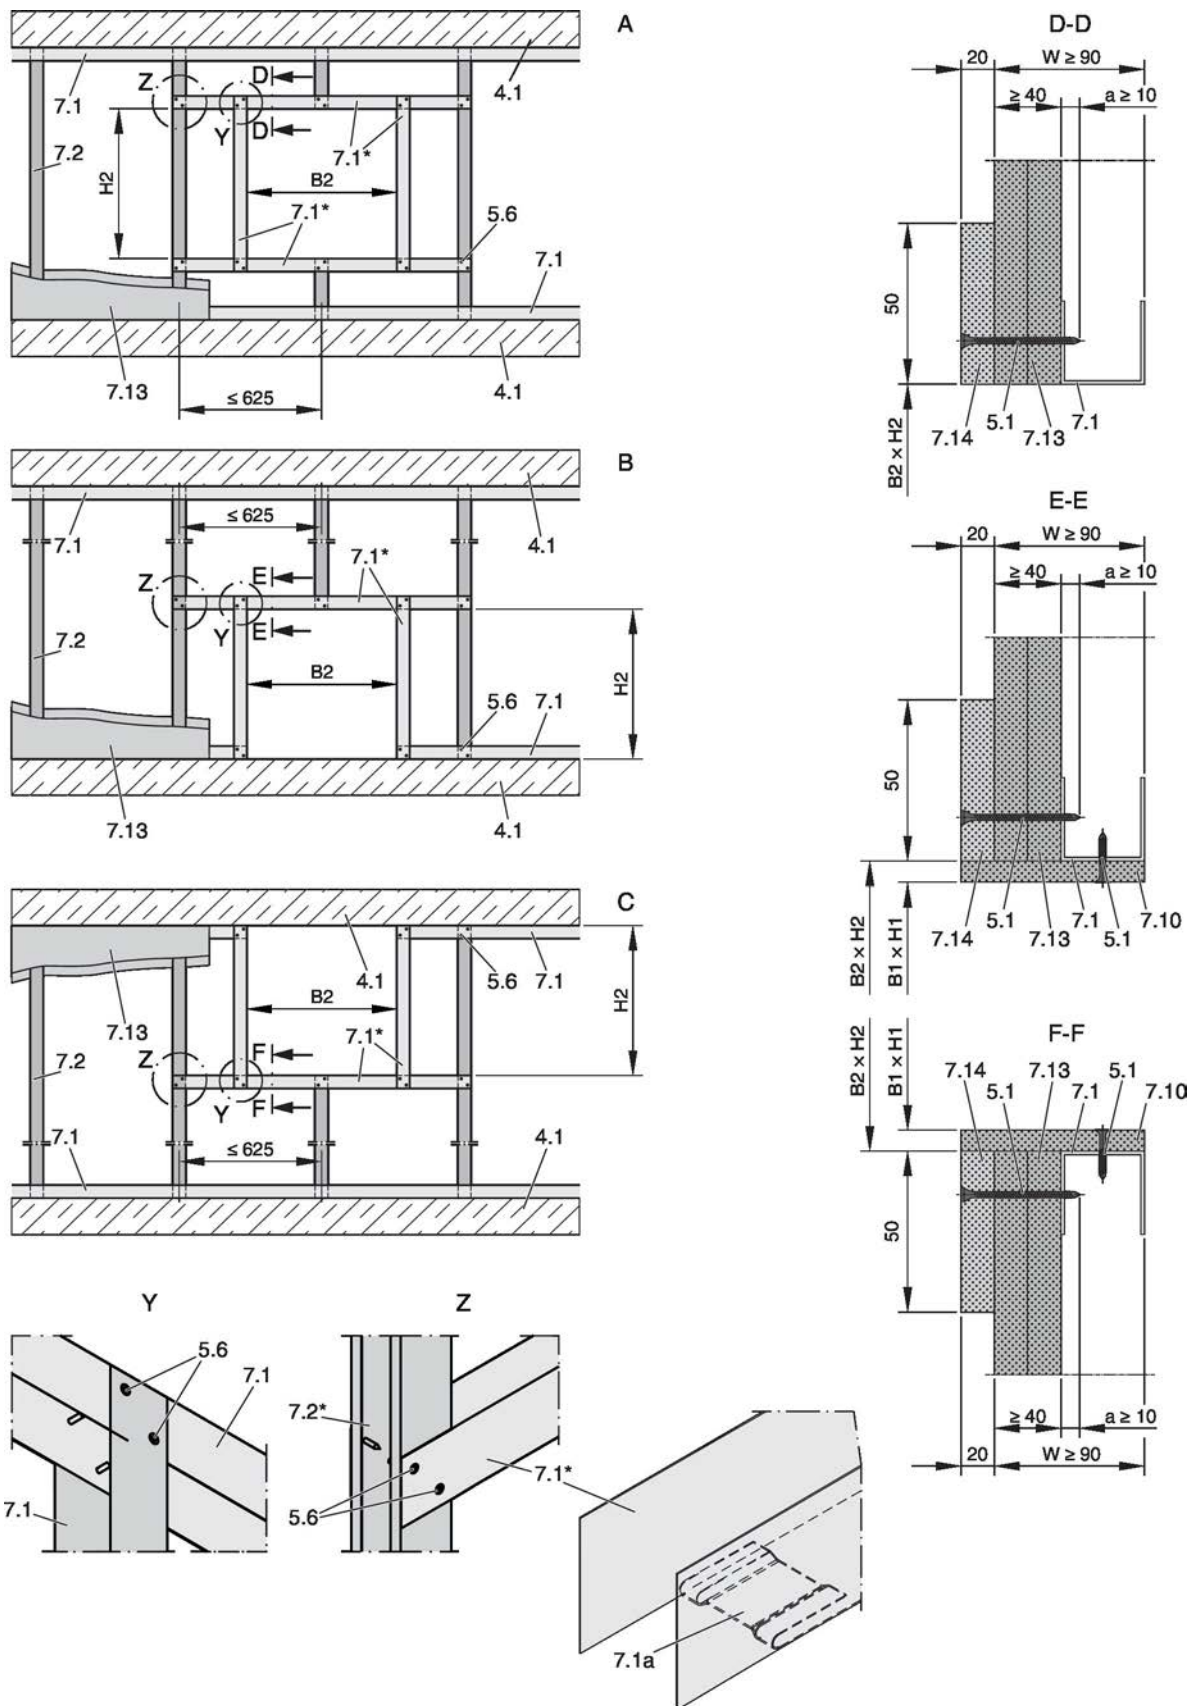 A
4.1
7.1
Z
D
7.2
H2
Y
D
7.1*
B2
7.1*
5.6
7.1
7.13
4.1
≤ 625
B
4.1
7.1
≤ 625
7.1*
Z
E
7.2
Y
E
B2
H2
5.6
7.1
7.13
4.1
C
4.1
5.6
7.1
7.13
B2
H2
7.2
Z
F
7.1*
Y
F
7.1
≤ 625
4.1
Y
5.6
7.1
7.1
Z
7.2*
7.1*
5.6
7.1a
D-D
20
W ≥ 90
≥ 40
a ≥ 10
50
7.14
5.1
7.13
7.1
B2 × H2
E-E
20
W ≥ 90
≥ 40
a ≥ 10
50
7.14
5.1
7.13
7.1
5.1
7.10
B2 × H2
B1 × H1
F-F
B2 × H2
B1 × H1
7.14
5.1
7.13
7.1
5.1
7.10
50
≥ 40
a ≥ 10
20
W ≥ 90